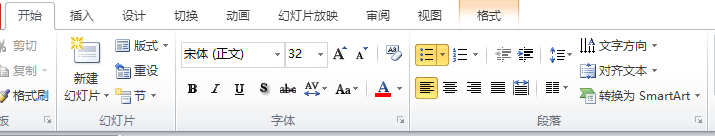 开始 插入 设计 切换 动画 幻灯片放映 审阅 视图 格式
剪切 版式 宋体 (正文) 32 A A 文字方向
复制 新建 重设 对齐文本
格式刷 幻灯片 节 B I U S abc AV Aa A 转换为 SmartArt
板 幻灯片 字体 段落